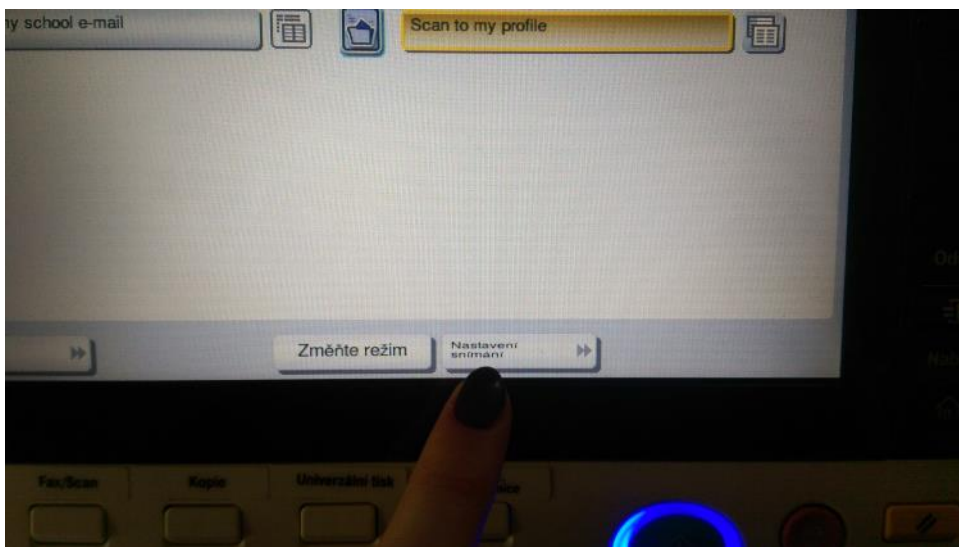 y school e-mail
Scan to my profile
Změňte režim
Nastavení
snímání
Fax/Scan
Kopie
Univerzální tisk